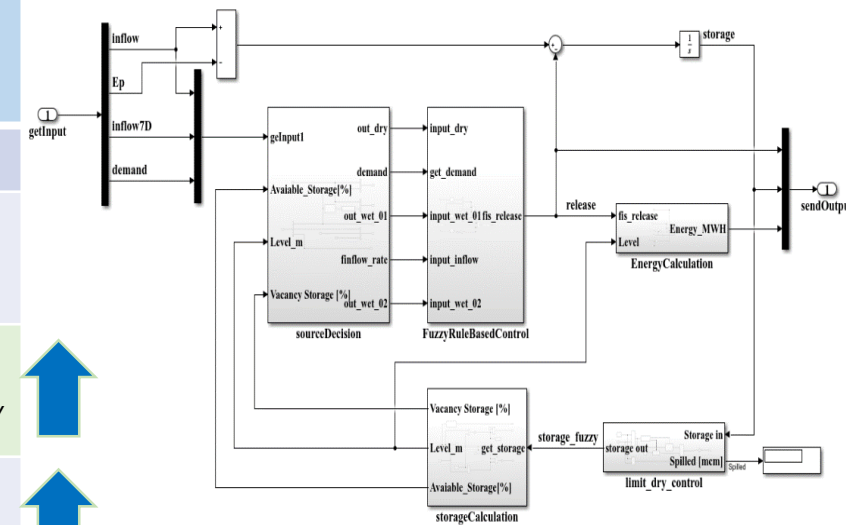 inflow
Ep
inflow7D
demand
1
getInput
+
-
1
s
storage
geInput1
Avaiable_Storage[%]
Level_m
Vacancy Storage [%]
out_dry
demand
out_wet_01
finflow_rate
out_wet_02
sourceDecision
input_dry
get_demand
input_wet_01
input_inflow
input_wet_02
fis_release
FuzzyRuleBasedControl
release
fis_release
Level
Energy_MWH
EnergyCalculation
1
sendOutpu
Vacancy Storage [%]
Level_m
Avaiable_Storage[%]
get_storage
storageCalculation
storage_fuzzy
storage out
Storage in
Spilled [mcm]
limit_dry_control
Spilled
Y